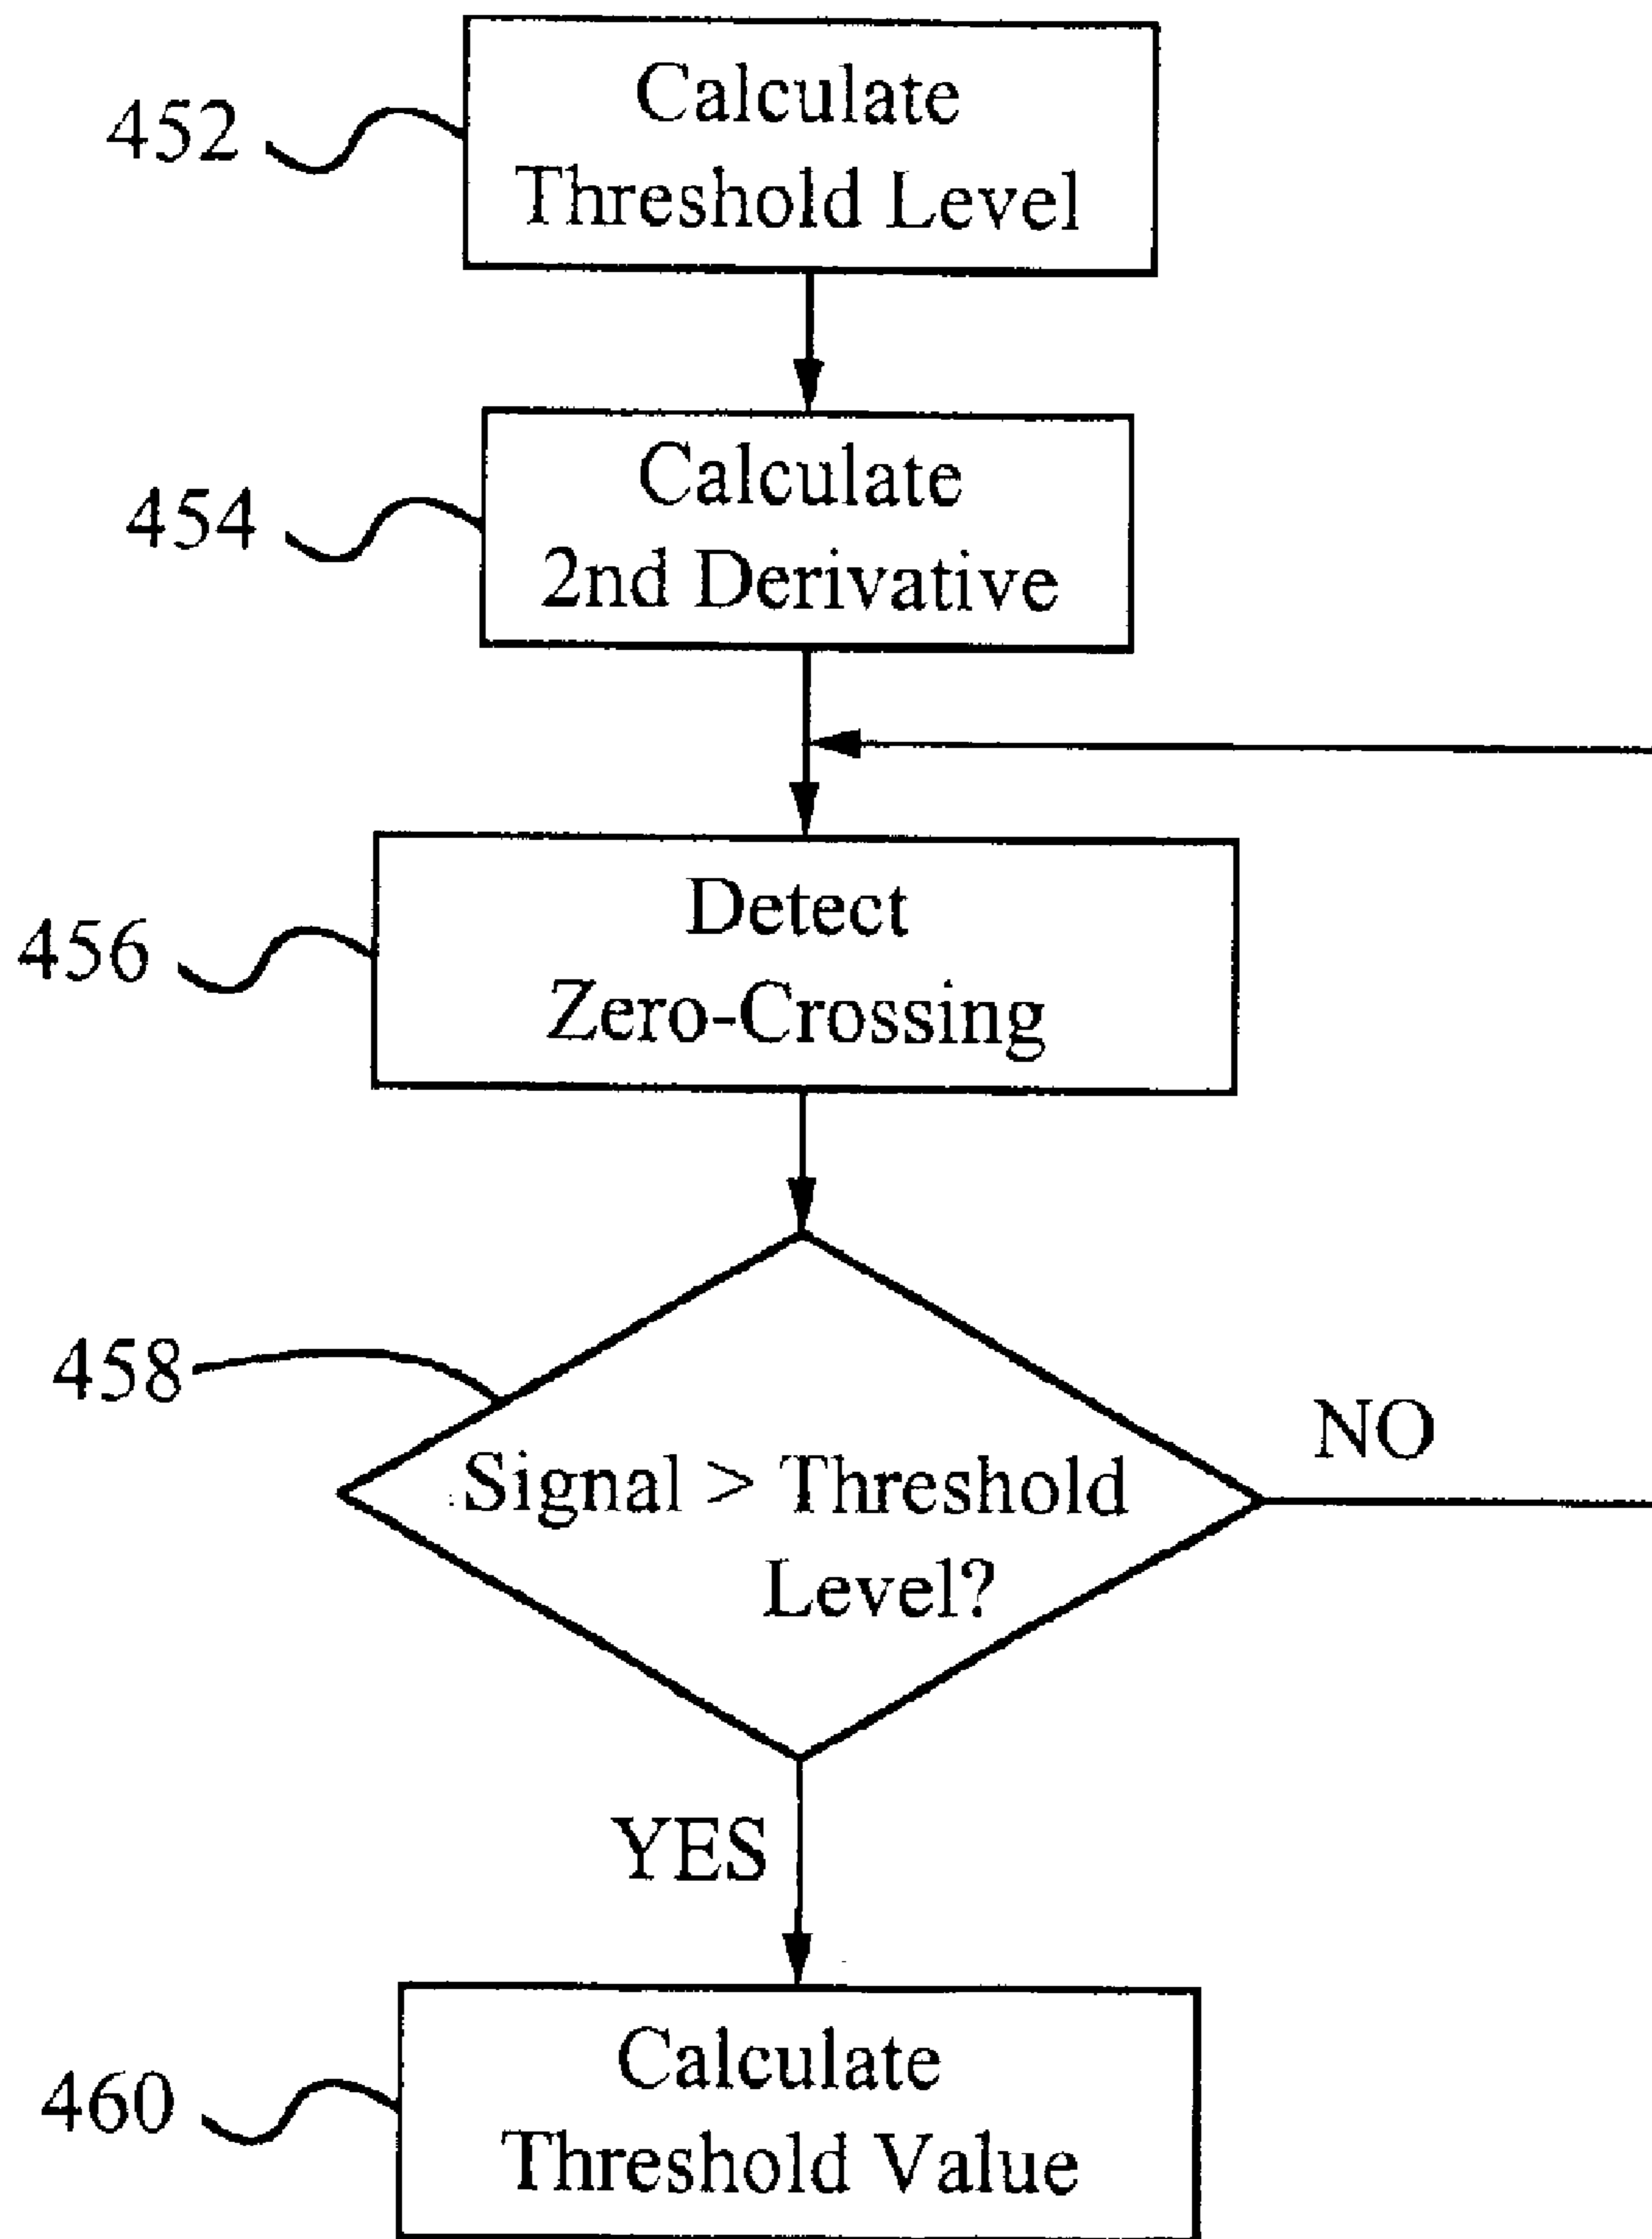 452
Calculate
Threshold Level
454
Calculate
2nd Derivative
456
Detect
Zero-Crossing
458
Signal > Threshold
Level?
NO
YES
460
Calculate
Threshold Value